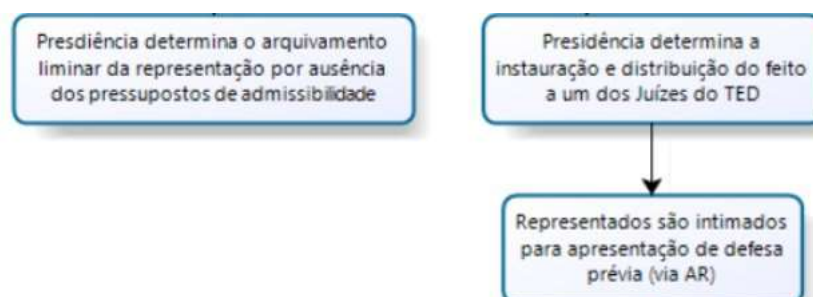 Presdiência determina o arquivamento
liminar da representação por ausência
dos pressupostos de admissibilidade
Presidência determina a
instauração e distribuição do feito
a um dos Juízes do TED
Representados são intimados
para apresentação de defesa
prévia (via AR)